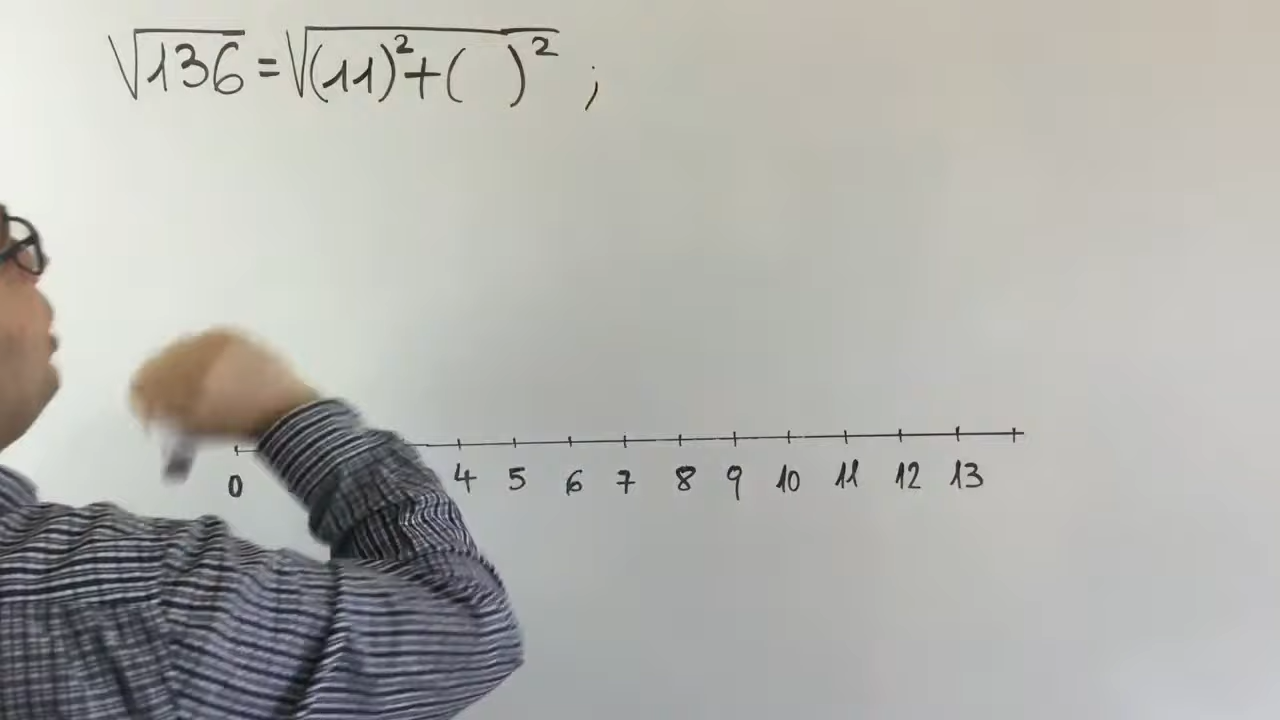 √136 = √(11)²+( )² ;
0 4 5 6 7 8 9 10 11 12 13